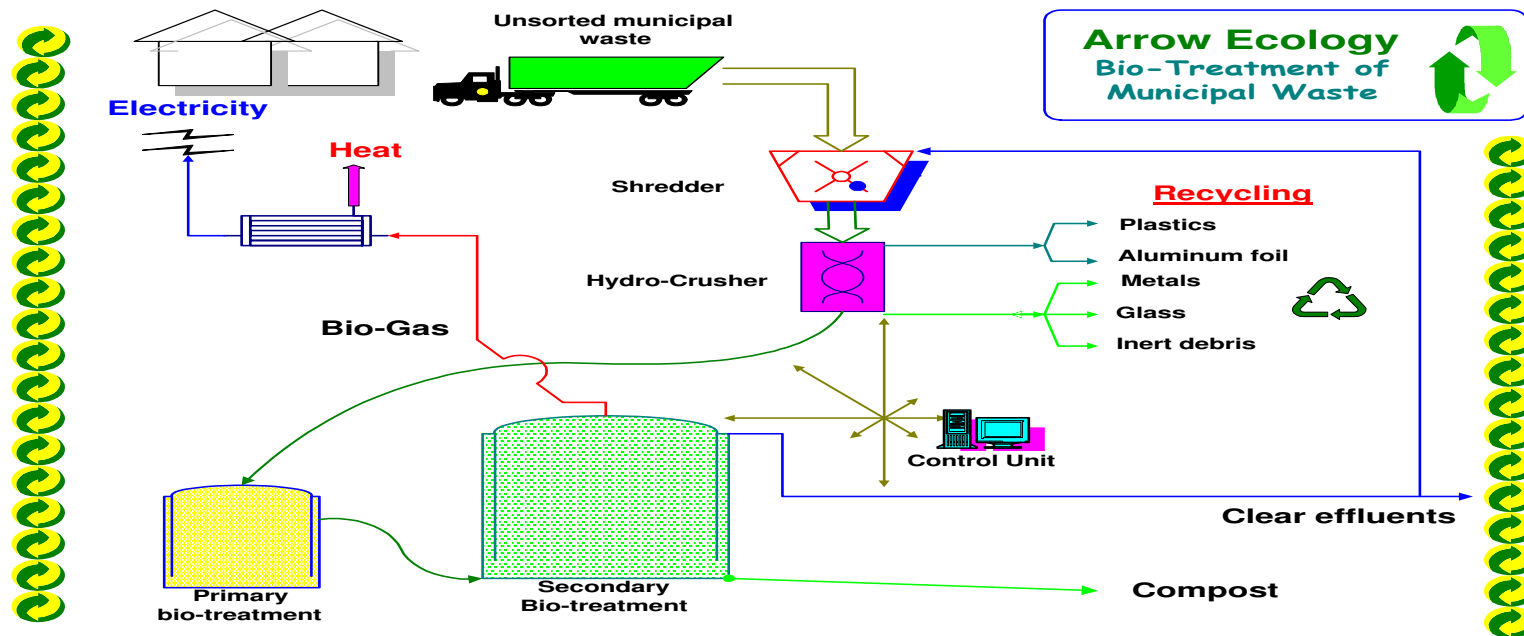 Unsorted municipal
waste
Arrow Ecology
Bio-Treatment of
Municipal Waste
Electricity
Heat
Shredder
Recycling
Plastics
Aluminum foil
Hydro-Crusher
Metals
Glass
Inert debris
Bio-Gas
Control Unit
Clear effluents
Primary
bio-treatment
Secondary
Bio-treatment
Compost